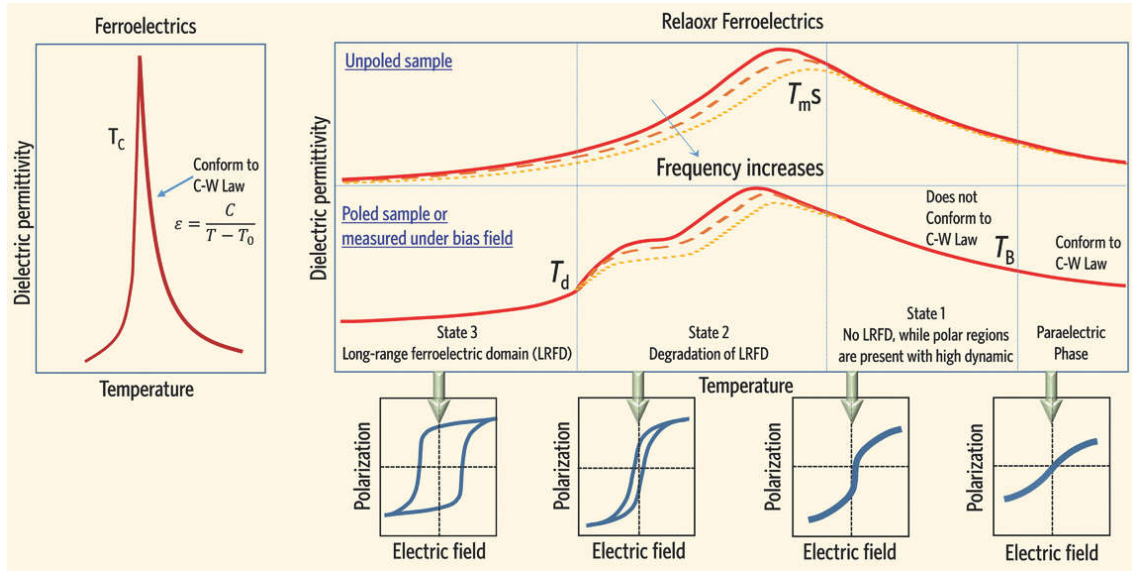 Ferroelectrics
Dielectric permittivity
T_C
Conform to
C-W Law
ε = C / (T − T_0)
Temperature
Relaoxr Ferroelectrics
Dielectric permittivity
Unpoled sample
T_m s
Frequency increases
Poled sample or
measured under bias field
T_d
Does not
Conform to
C-W Law
T_B
Conform to
C-W Law
State 3
Long-range ferroelectric domain (LRFD)
State 2
Degradation of LRFD
State 1
No LRFD, while polar regions
are present with high dynamic
Paraelectric
Phase
Temperature
Polarization
Electric field
Polarization
Electric field
Polarization
Electric field
Polarization
Electric field